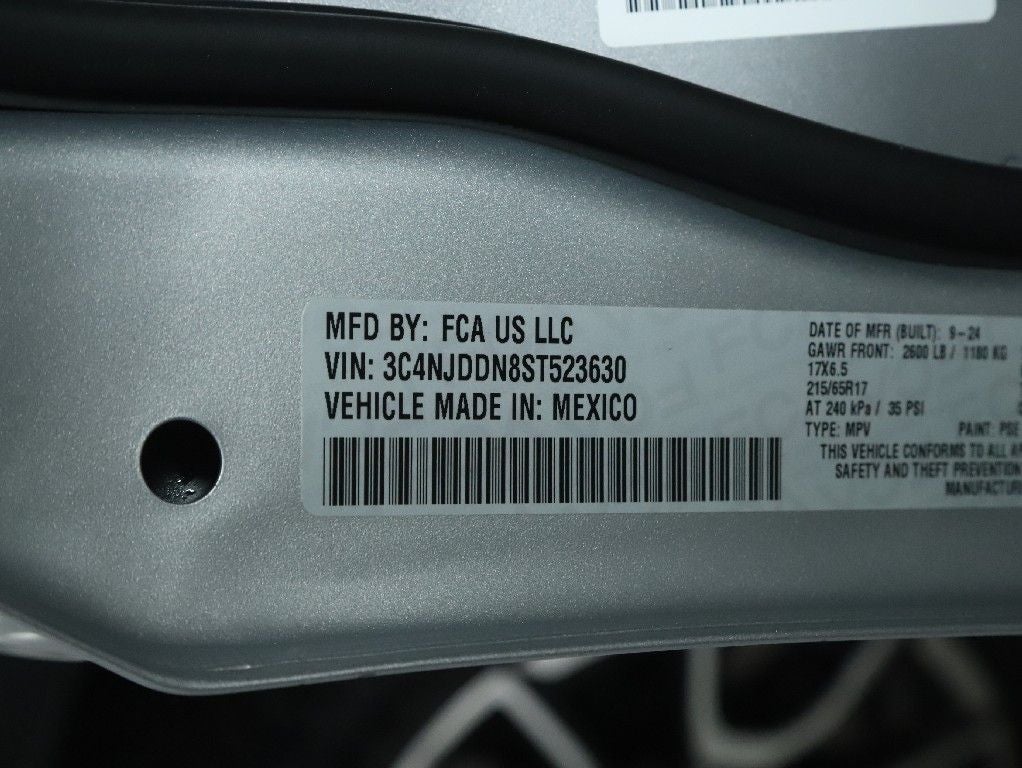 MFD BY: FCA US LLC
VIN: 3C4NJDDN8ST523630
VEHICLE MADE IN: MEXICO
DATE OF MFR (BUILT): 9-24
GAWR FRONT: 2600 LB / 1180 KG
17X6.5
215/65R17
AT 240 kPa / 35 PSI
TYPE: MPV PAINT: PSE
THIS VEHICLE CONFORMS TO ALL
SAFETY AND THEFT PREVENTION